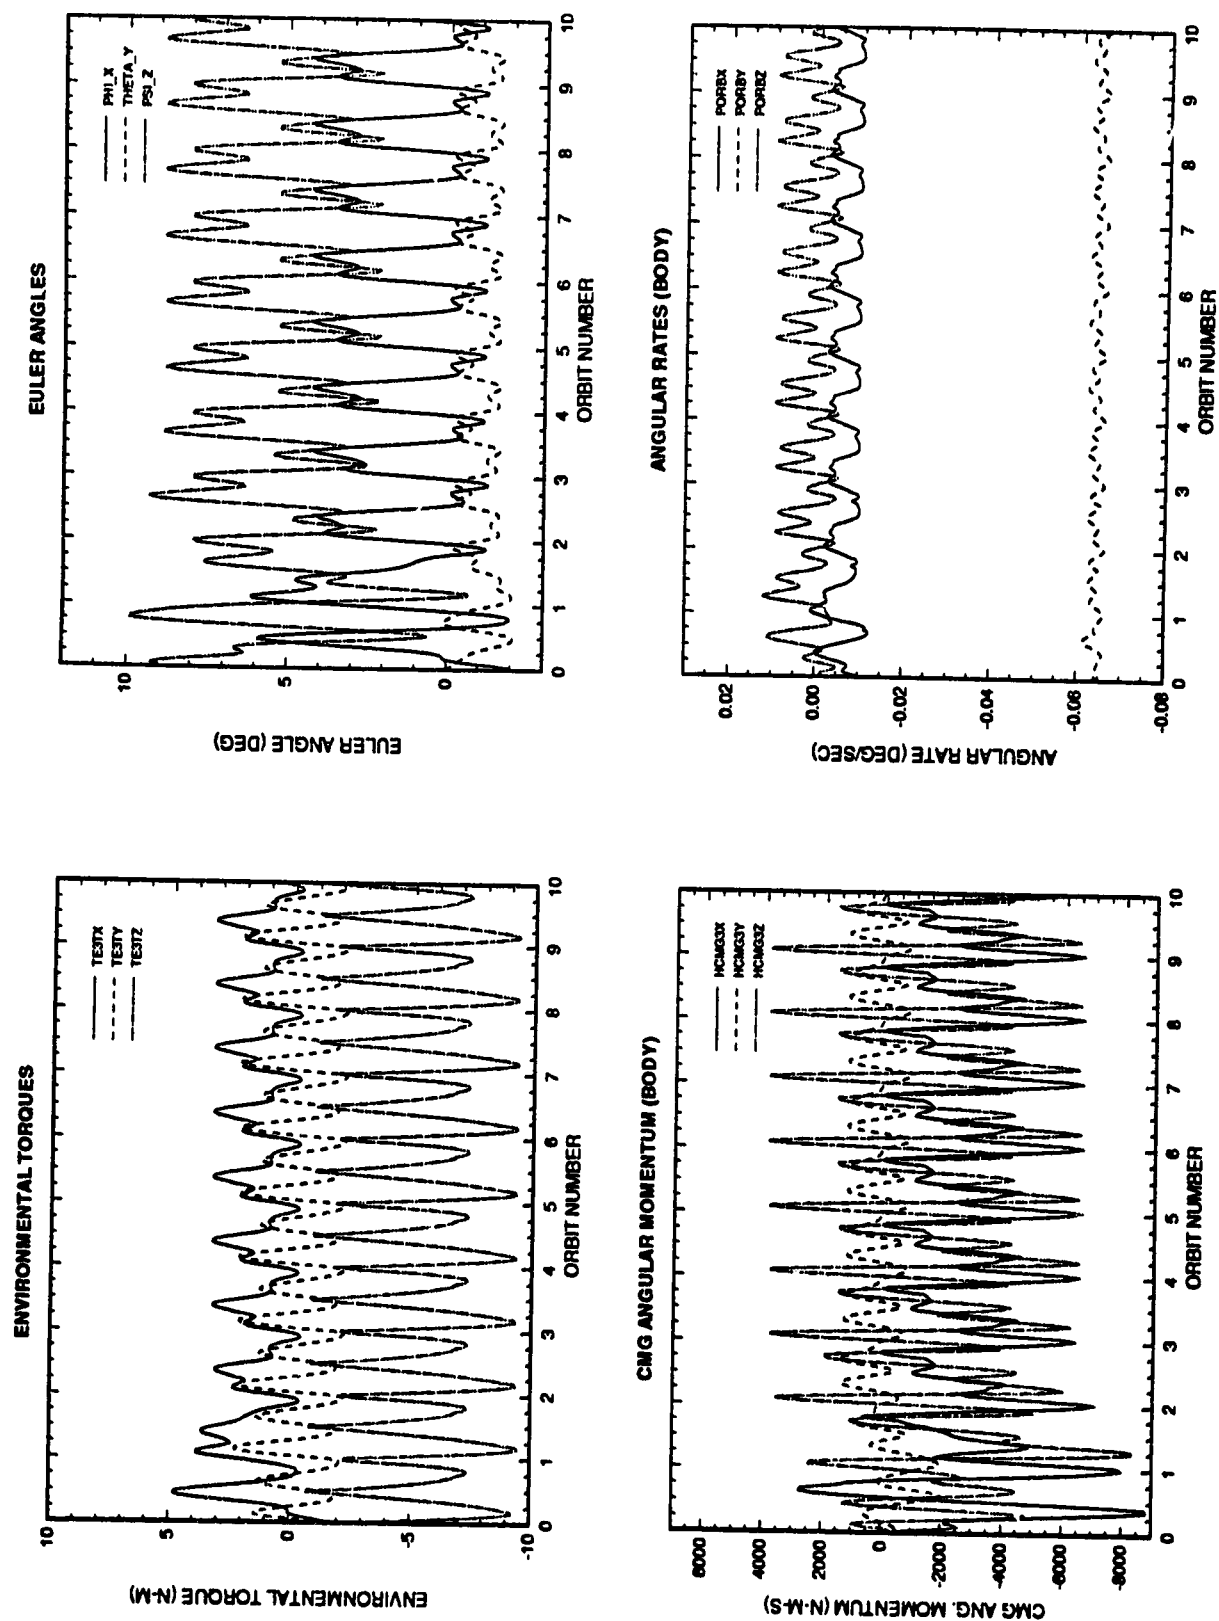 ENVIRONMENTAL TORQUES
TE3TX
TE3TY
TE3TZ
10
5
0
-5
-10
ENVIRONMENTAL TORQUE (N-M)
0 1 2 3 4 5 6 7 8 9 10
ORBIT NUMBER
EULER ANGLES
PHI_X
THETA_Y
PSI_Z
10
5
0
EULER ANGLE (DEG)
0 1 2 3 4 5 6 7 8 9 10
ORBIT NUMBER
CMG ANGULAR MOMENTUM (BODY)
HCMG3X
HCMG3Y
HCMG3Z
6000
4000
2000
0
-2000
-4000
-6000
-8000
CMG ANG. MOMENTUM (N-M-S)
0 1 2 3 4 5 6 7 8 9 10
ORBIT NUMBER
ANGULAR RATES (BODY)
PORBX
PORBY
PORBZ
0.02
0.00
-0.02
-0.04
-0.06
-0.08
ANGULAR RATE (DEG/SEC)
0 1 2 3 4 5 6 7 8 9 10
ORBIT NUMBER